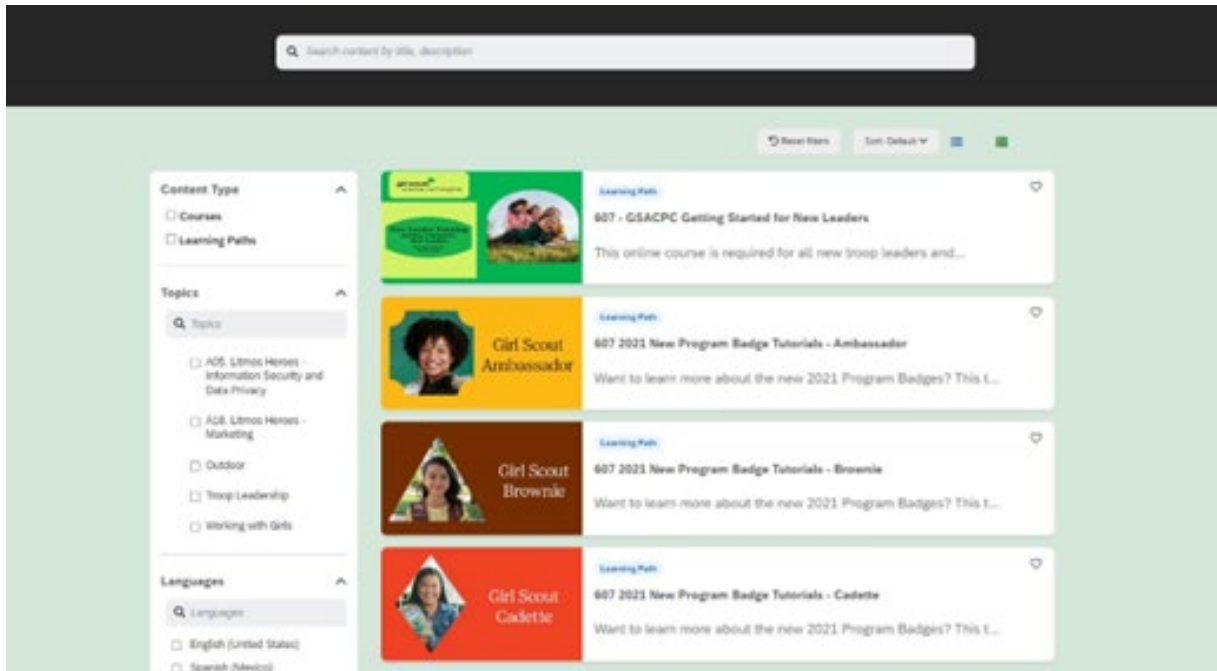 Search content by title, description
Reset filters
Sort: Default
Content Type
Courses
Learning Paths
Topics
Topics
A05. Litmos Heroes -
Information Security and
Data Privacy
A18. Litmos Heroes -
Marketing
Outdoor
Troop Leadership
Working with Girls
Languages
Languages
English (United States)
Spanish (Mexico)
Learning Path
607 - GSACPC Getting Started for New Leaders
This online course is required for all new troop leaders and...
Girl Scout
Ambassador
Learning Path
607 2021 New Program Badge Tutorials - Ambassador
Want to learn more about the new 2021 Program Badges? This t...
Girl Scout
Brownie
Learning Path
607 2021 New Program Badge Tutorials - Brownie
Want to learn more about the new 2021 Program Badges? This t...
Girl Scout
Cadette
Learning Path
607 2021 New Program Badge Tutorials - Cadette
Want to learn more about the new 2021 Program Badges? This t...